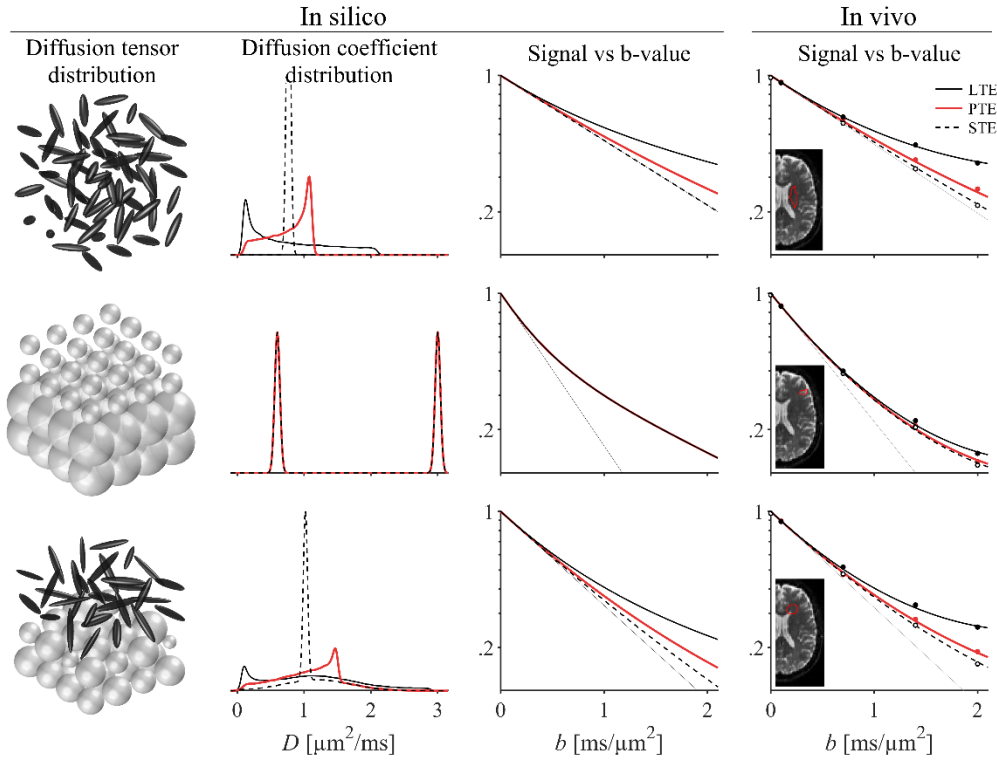 In silico
In vivo
Diffusion tensor
distribution
Diffusion coefficient
distribution
Signal vs b-value
Signal vs b-value
1
.2
1
.2
LTE
PTE
STE
1
.2
1
.2
1
.2
1
.2
0 1 2 3
0 1 2
0 1 2
D [μm²/ms]
b [ms/μm²]
b [ms/μm²]